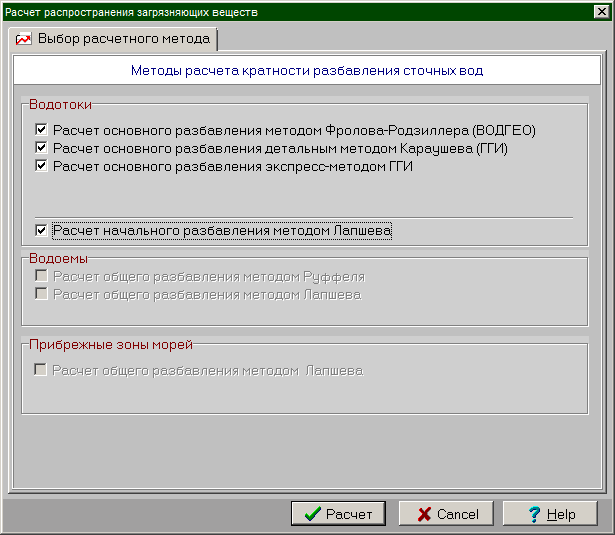 Расчет распространения загрязняющих веществ
Выбор расчетного метода
Методы расчета кратности разбавления сточных вод
Водотоки
Расчет основного разбавления методом Фролова-Родзиллера (ВОДГЕО)
Расчет основного разбавления детальным методом Караушева (ГГИ)
Расчет основного разбавления экспресс-методом ГГИ
Расчет начального разбавления методом Лапшева
Водоемы
Расчет общего разбавления методом Руффеля
Расчет общего разбавления методом Лапшева
Прибрежные зоны морей
Расчет общего разбавления методом Лапшева
Расчет
Cancel
Help